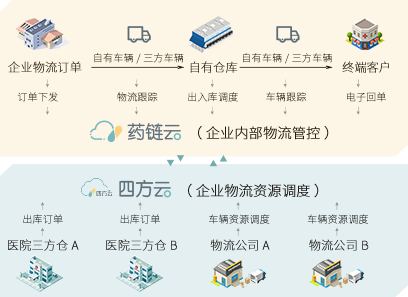 自有车辆 / 三方车辆
自有车辆 / 三方车辆
企业物流订单
自有仓库
终端客户
订单下发
物流跟踪
出入库调度
车辆跟踪
电子回单
药链云
（企业内部物流管控）
四方云
四方云
（企业物流资源调度）
出库订单
出库订单
车辆资源调度
车辆资源调度
医院三方仓 A
医院三方仓 B
物流公司 A
物流公司 B